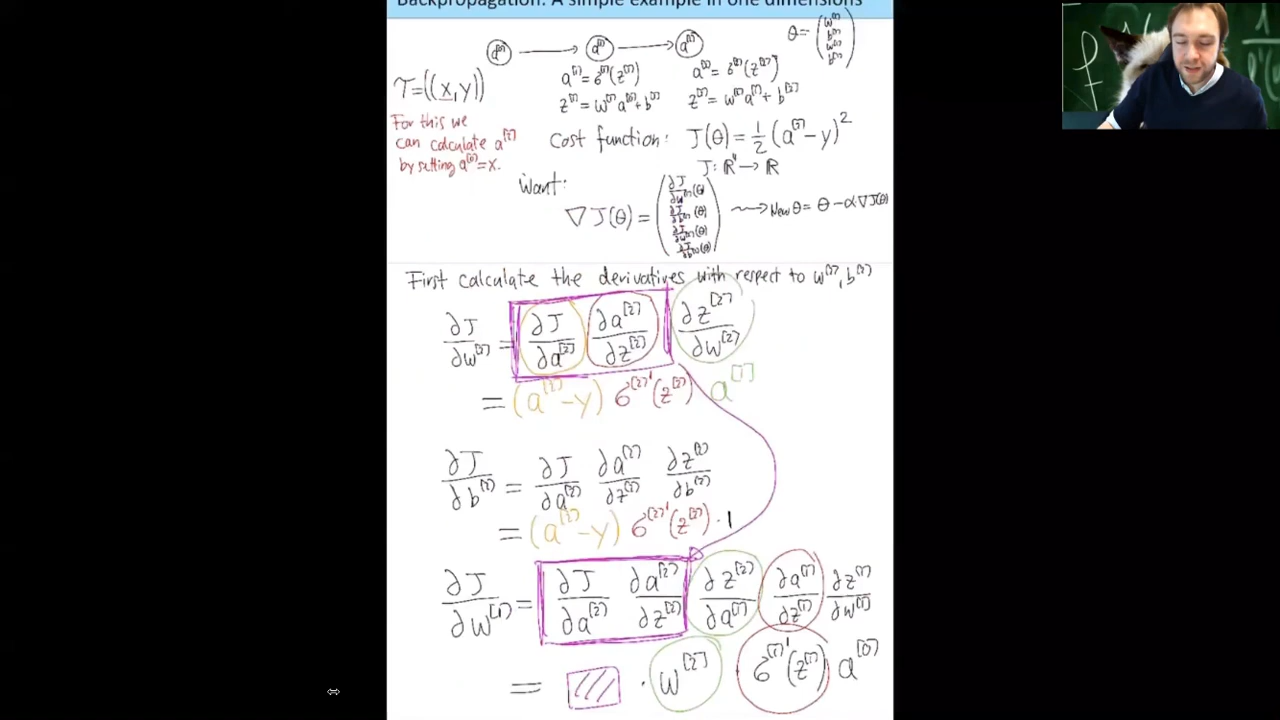 Backpropagation: A simple example in one dimensions
a^[0] → a^[1] → a^[2]
θ = (w^[1] b^[1] w^[2] b^[2])
T = ((x, y))
a^[1] = σ^[1](z^[1])
a^[2] = σ^[2](z^[2])
z^[1] = w^[1] a^[0] + b^[1]
z^[2] = w^[2] a^[1] + b^[2]
For this we
can calculate a^[2]
by setting a^[0] = x.
Cost function: J(θ) = 1/2 (a^[2] - y)^2
J: ℝ^4 → ℝ
Want:
∇J(θ) = (∂J/∂w^[1](θ) ∂J/∂b^[1](θ) ∂J/∂w^[2](θ) ∂J/∂b^[2](θ)) ⇝ New θ = θ - α∇J(θ)
First calculate the derivatives with respect to w^[2], b^[2]
∂J/∂w^[2] = ∂J/∂a^[2] ∂a^[2]/∂z^[2] ∂z^[2]/∂w^[2]
= (a^[2] - y) σ^[2]'(z^[2]) a^[1]
∂J/∂b^[2] = ∂J/∂a^[2] ∂a^[2]/∂z^[2] ∂z^[2]/∂b^[2]
= (a^[2] - y) σ^[2]'(z^[2]) · 1
∂J/∂w^[1] = ∂J/∂a^[2] ∂a^[2]/∂z^[2] ∂z^[2]/∂a^[1] ∂a^[1]/∂z^[1] ∂z^[1]/∂w^[1]
= · w^[2] · σ^[1]'(z^[1]) a^[0]